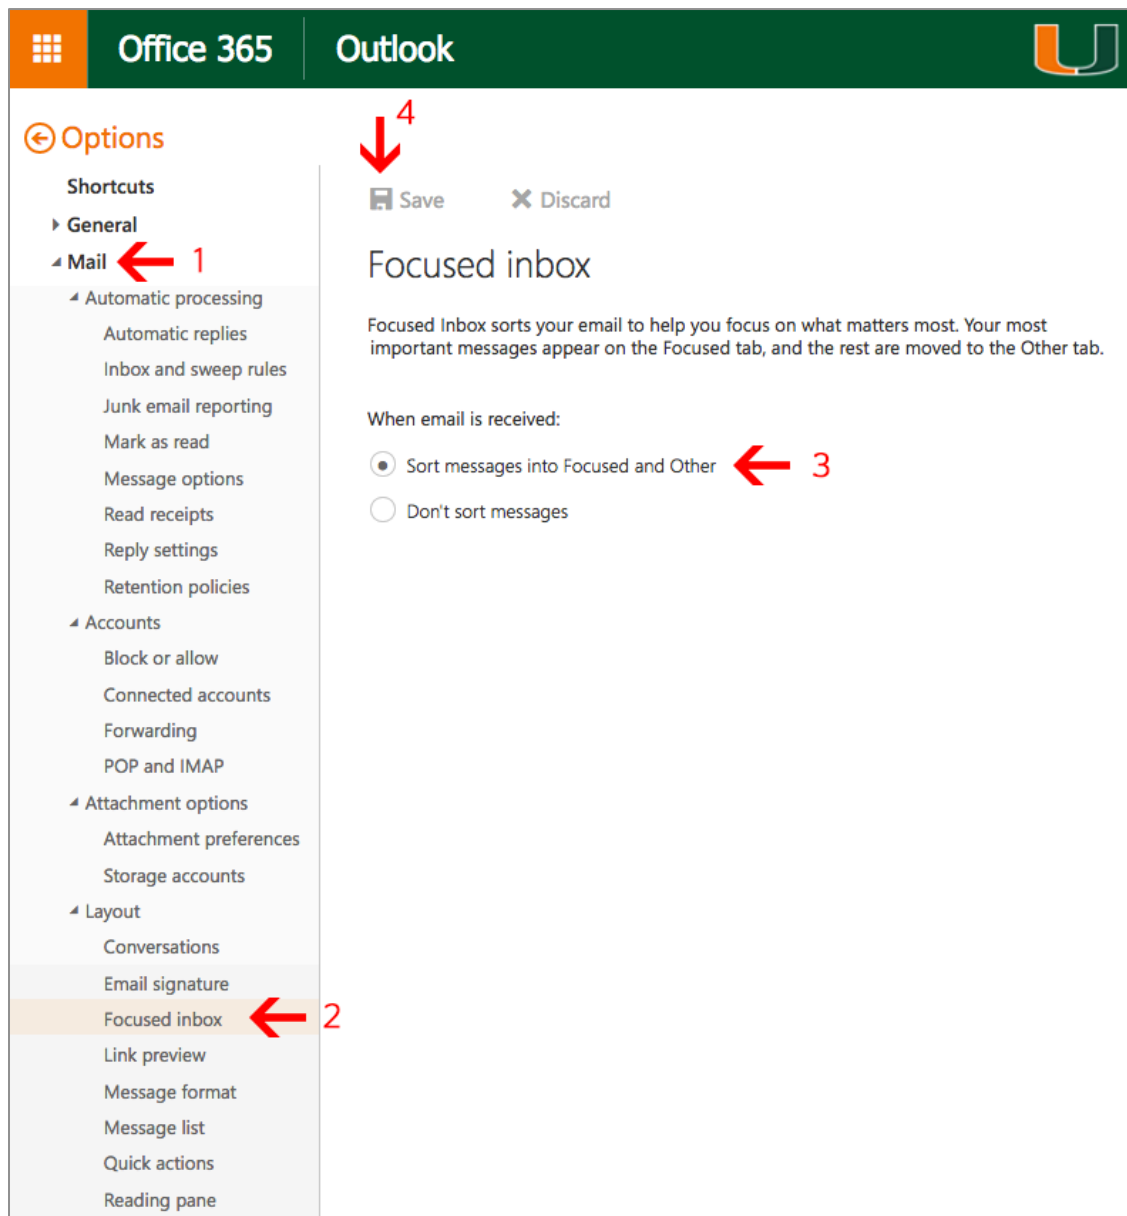 Office 365
Outlook
U
Options
Shortcuts
General
Mail
1
Automatic processing
Automatic replies
Inbox and sweep rules
Junk email reporting
Mark as read
Message options
Read receipts
Reply settings
Retention policies
Accounts
Block or allow
Connected accounts
Forwarding
POP and IMAP
Attachment options
Attachment preferences
Storage accounts
Layout
Conversations
Email signature
Focused inbox
2
Link preview
Message format
Message list
Quick actions
Reading pane
4
Save
Discard
Focused inbox
Focused Inbox sorts your email to help you focus on what matters most. Your most
important messages appear on the Focused tab, and the rest are moved to the Other tab.
When email is received:
Sort messages into Focused and Other
3
Don't sort messages